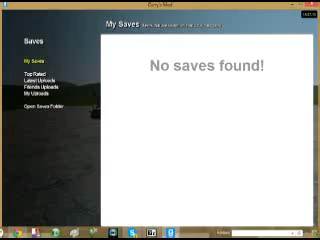 Garry's Mod
My Saves
Saves
No saves found!
My Saves
Top Rated
Latest Uploads
Friends Uploads
My Uploads
Open Saves Folder